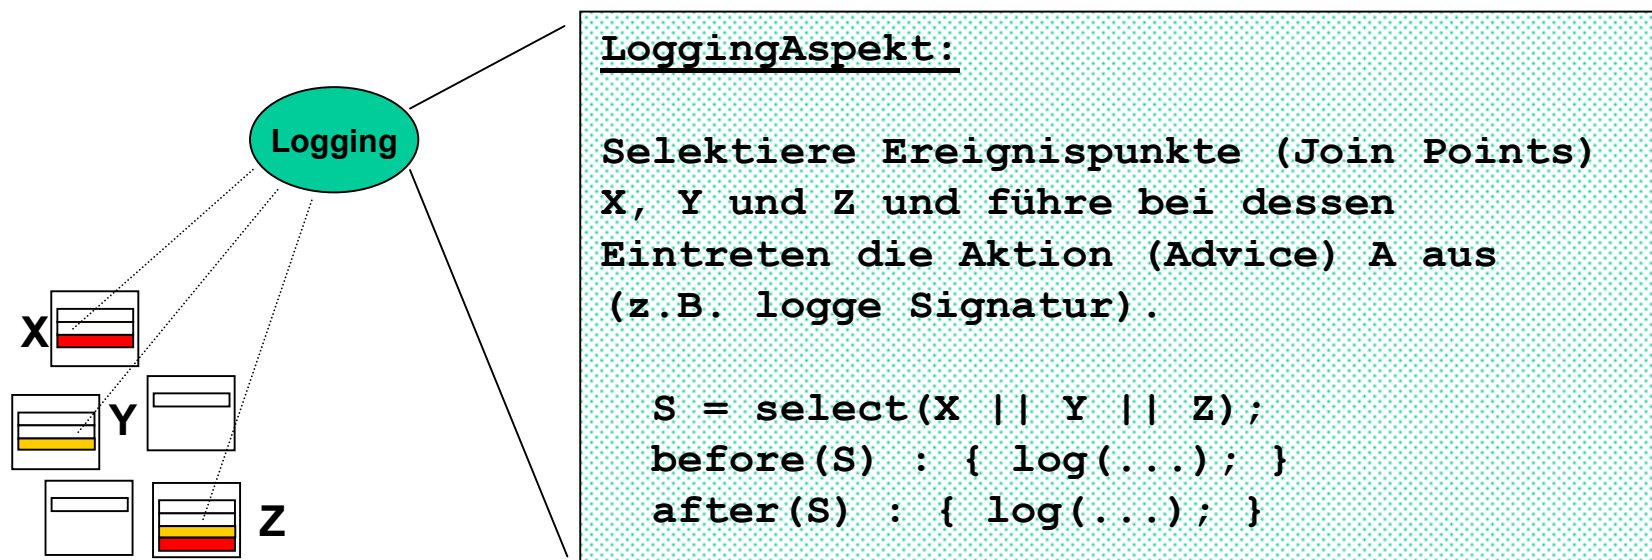 Logging
X
Y
Z
LoggingAspekt:
Selektiere Ereignispunkte (Join Points)
X, Y und Z und führe bei dessen
Eintreten die Aktion (Advice) A aus
(z.B. logge Signatur).
S = select(X || Y || Z);
before(S) : { log(...); }
after(S) : { log(...); }